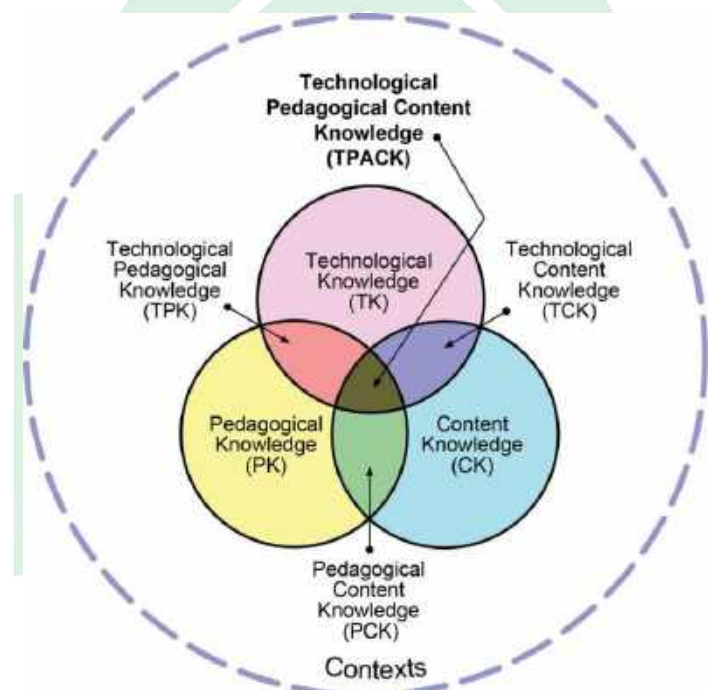 Technological
Pedagogical Content
Knowledge
(TPACK)
Technological
Pedagogical
Knowledge
(TPK)
Technological
Knowledge
(TK)
Technological
Content
Knowledge
(TCK)
Pedagogical
Knowledge
(PK)
Content
Knowledge
(CK)
Pedagogical
Content
Knowledge
(PCK)
Contexts